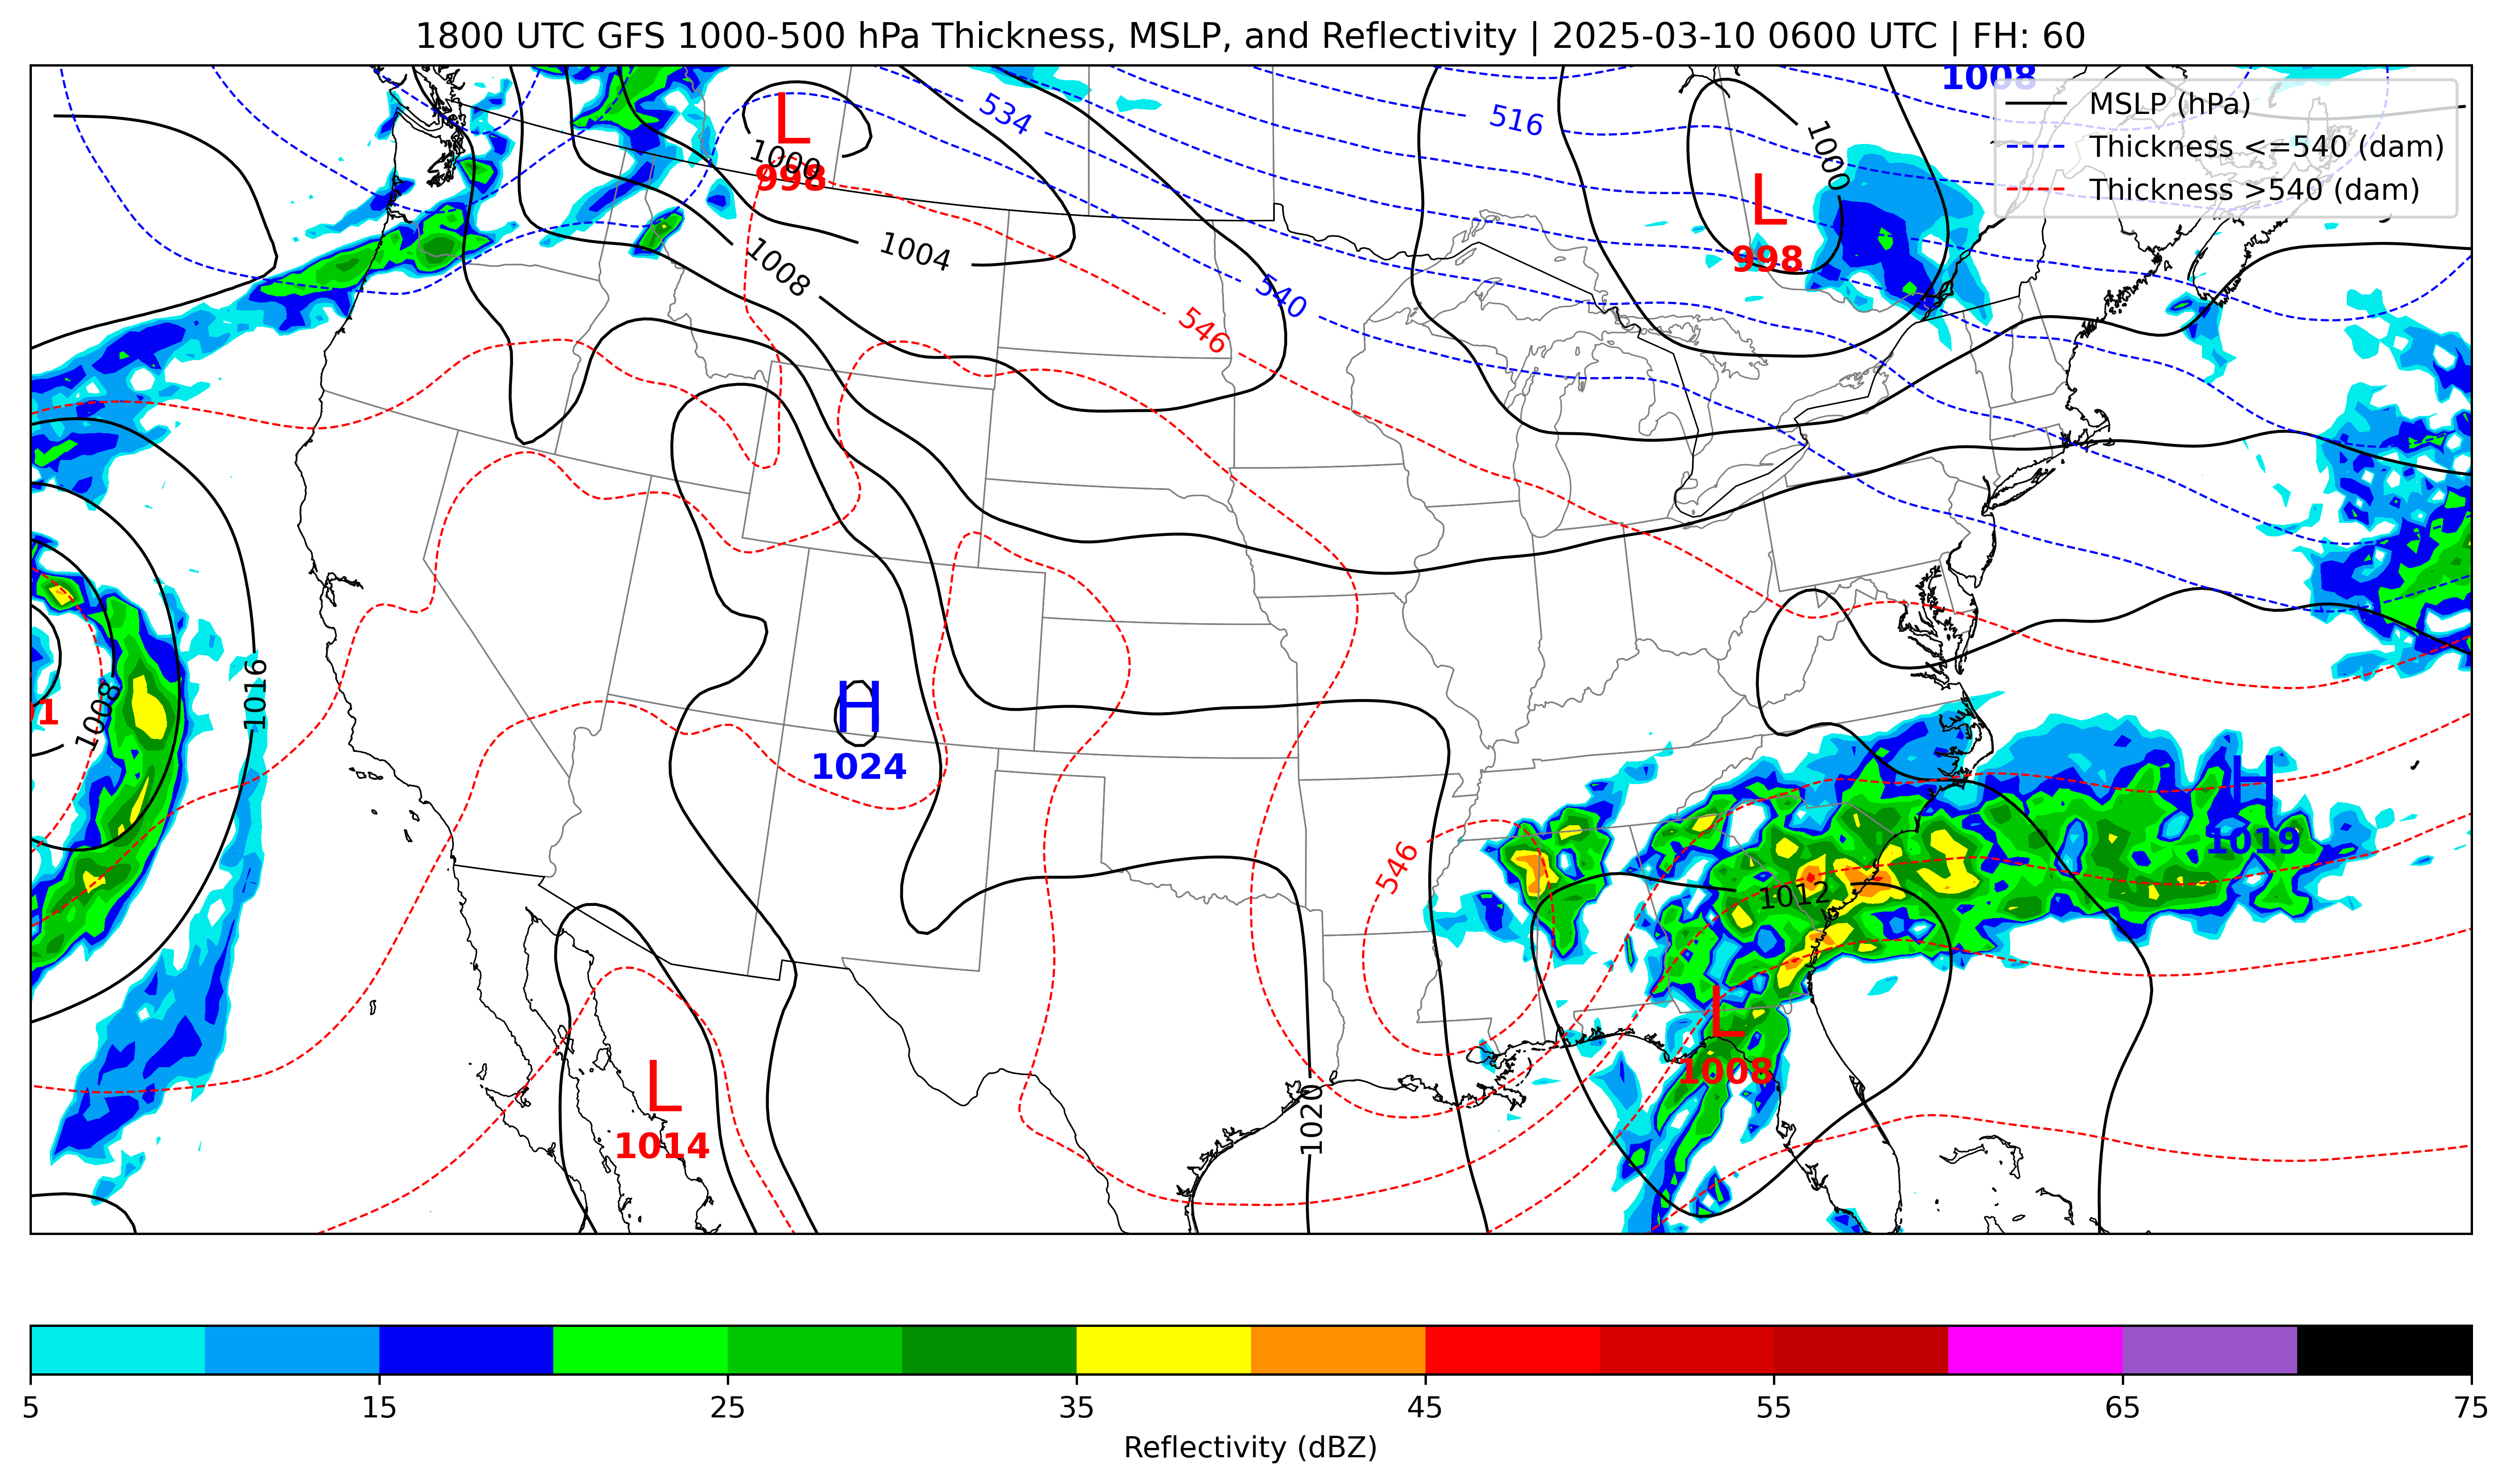 1800 UTC GFS 1000-500 hPa Thickness, MSLP, and Reflectivity | 2025-03-10 0600 UTC | FH: 60
1008
MSLP (hPa)
Thickness <=540 (dam)
Thickness >540 (dam)
L
998
1000
534
516
1000
L
998
1004
1008
540
546
1008
1016
1
H
1024
H
1019
546
1012
L
1008
L
1014
1020
5 15 25 35 45 55 65 75
Reflectivity (dBZ)